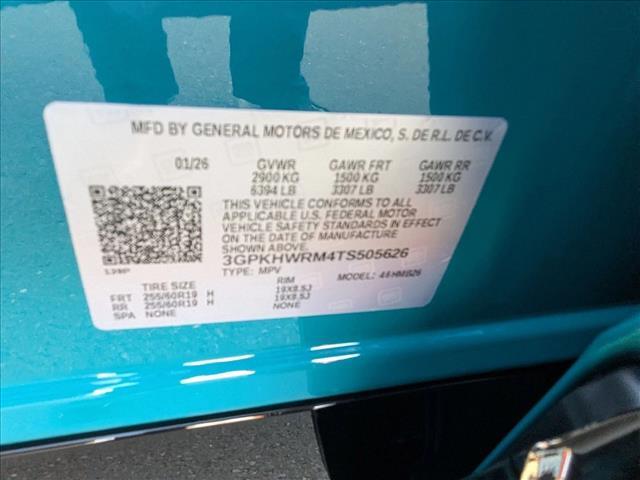 MFD BY GENERAL MOTORS DE MEXICO, S. DE R.L. DE C.V.
01/26 GVWR GAWR FRT GAWR RR
2900 KG 1500 KG 1500 KG
6394 LB 3307 LB 3307 LB
THIS VEHICLE CONFORMS TO ALL
APPLICABLE U.S. FEDERAL MOTOR
VEHICLE SAFETY STANDARDS IN EFFECT
ON THE DATE OF MANUFACTURE
SHOWN ABOVE.
3GPKHWRM4TS505626
TYPE: MPV MODEL:
TIRE SIZE RIM
FRT 255/60R19 H 19X8.5J
RR 255/60R19 H 19X8.5J
SPA NONE NONE